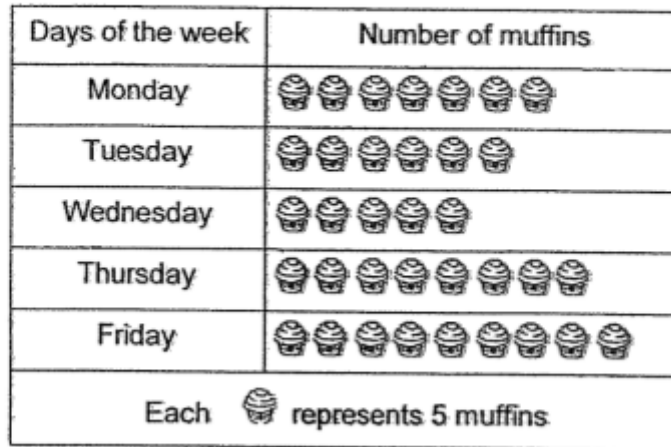 Days of the week Number of muffins
Monday
Tuesday
Wednesday
Thursday
Friday
Each represents 5 muffins